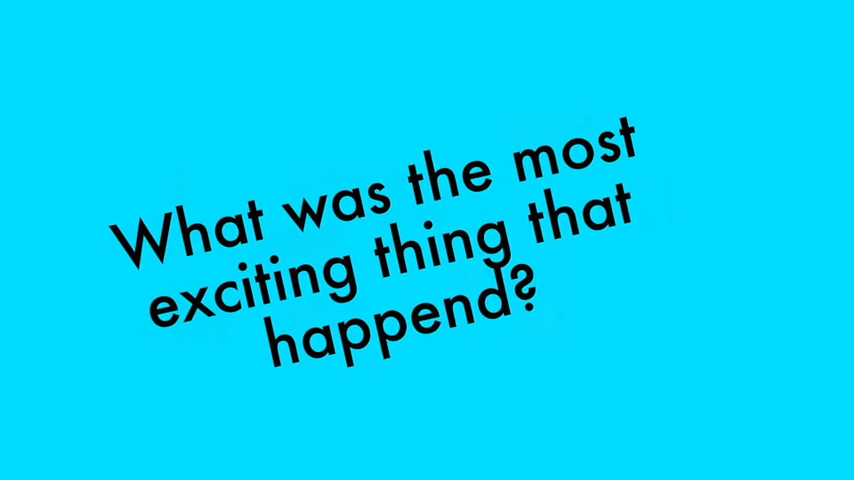 What was the most
exciting thing that
happend?